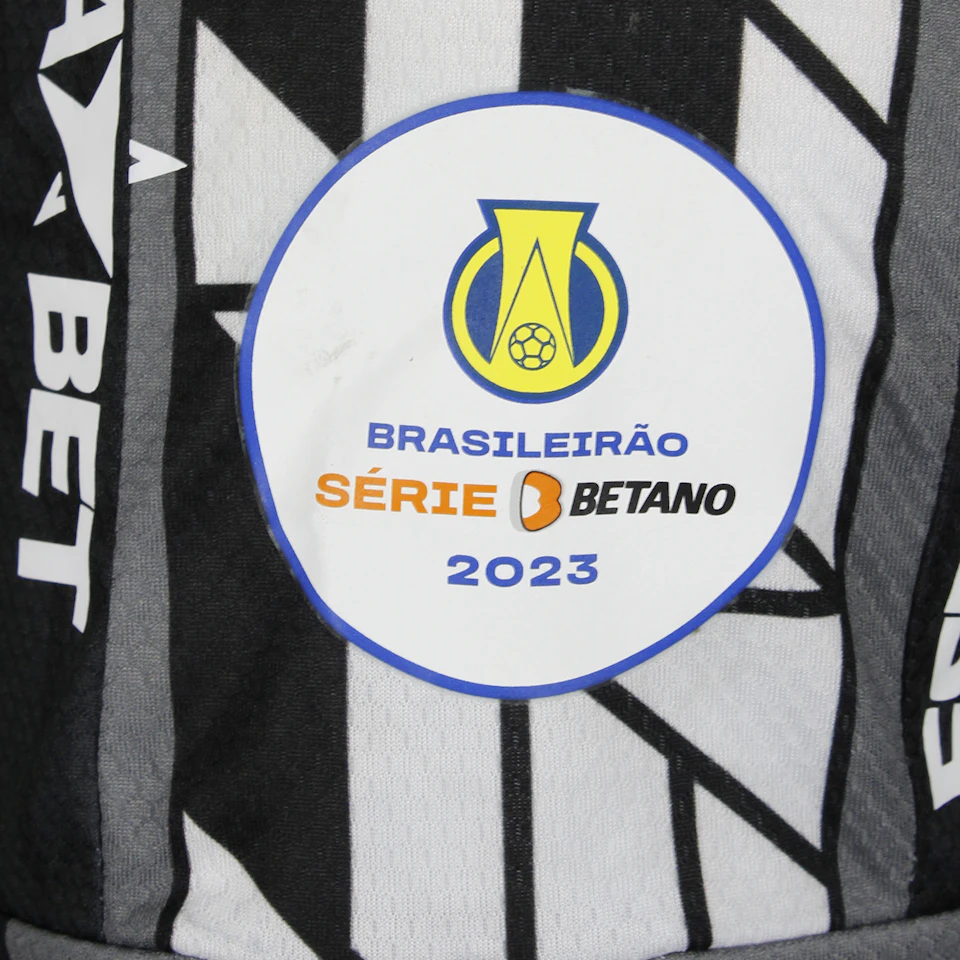 BRASILEIRÃO
SÉRIE B BETANO
2023
BET